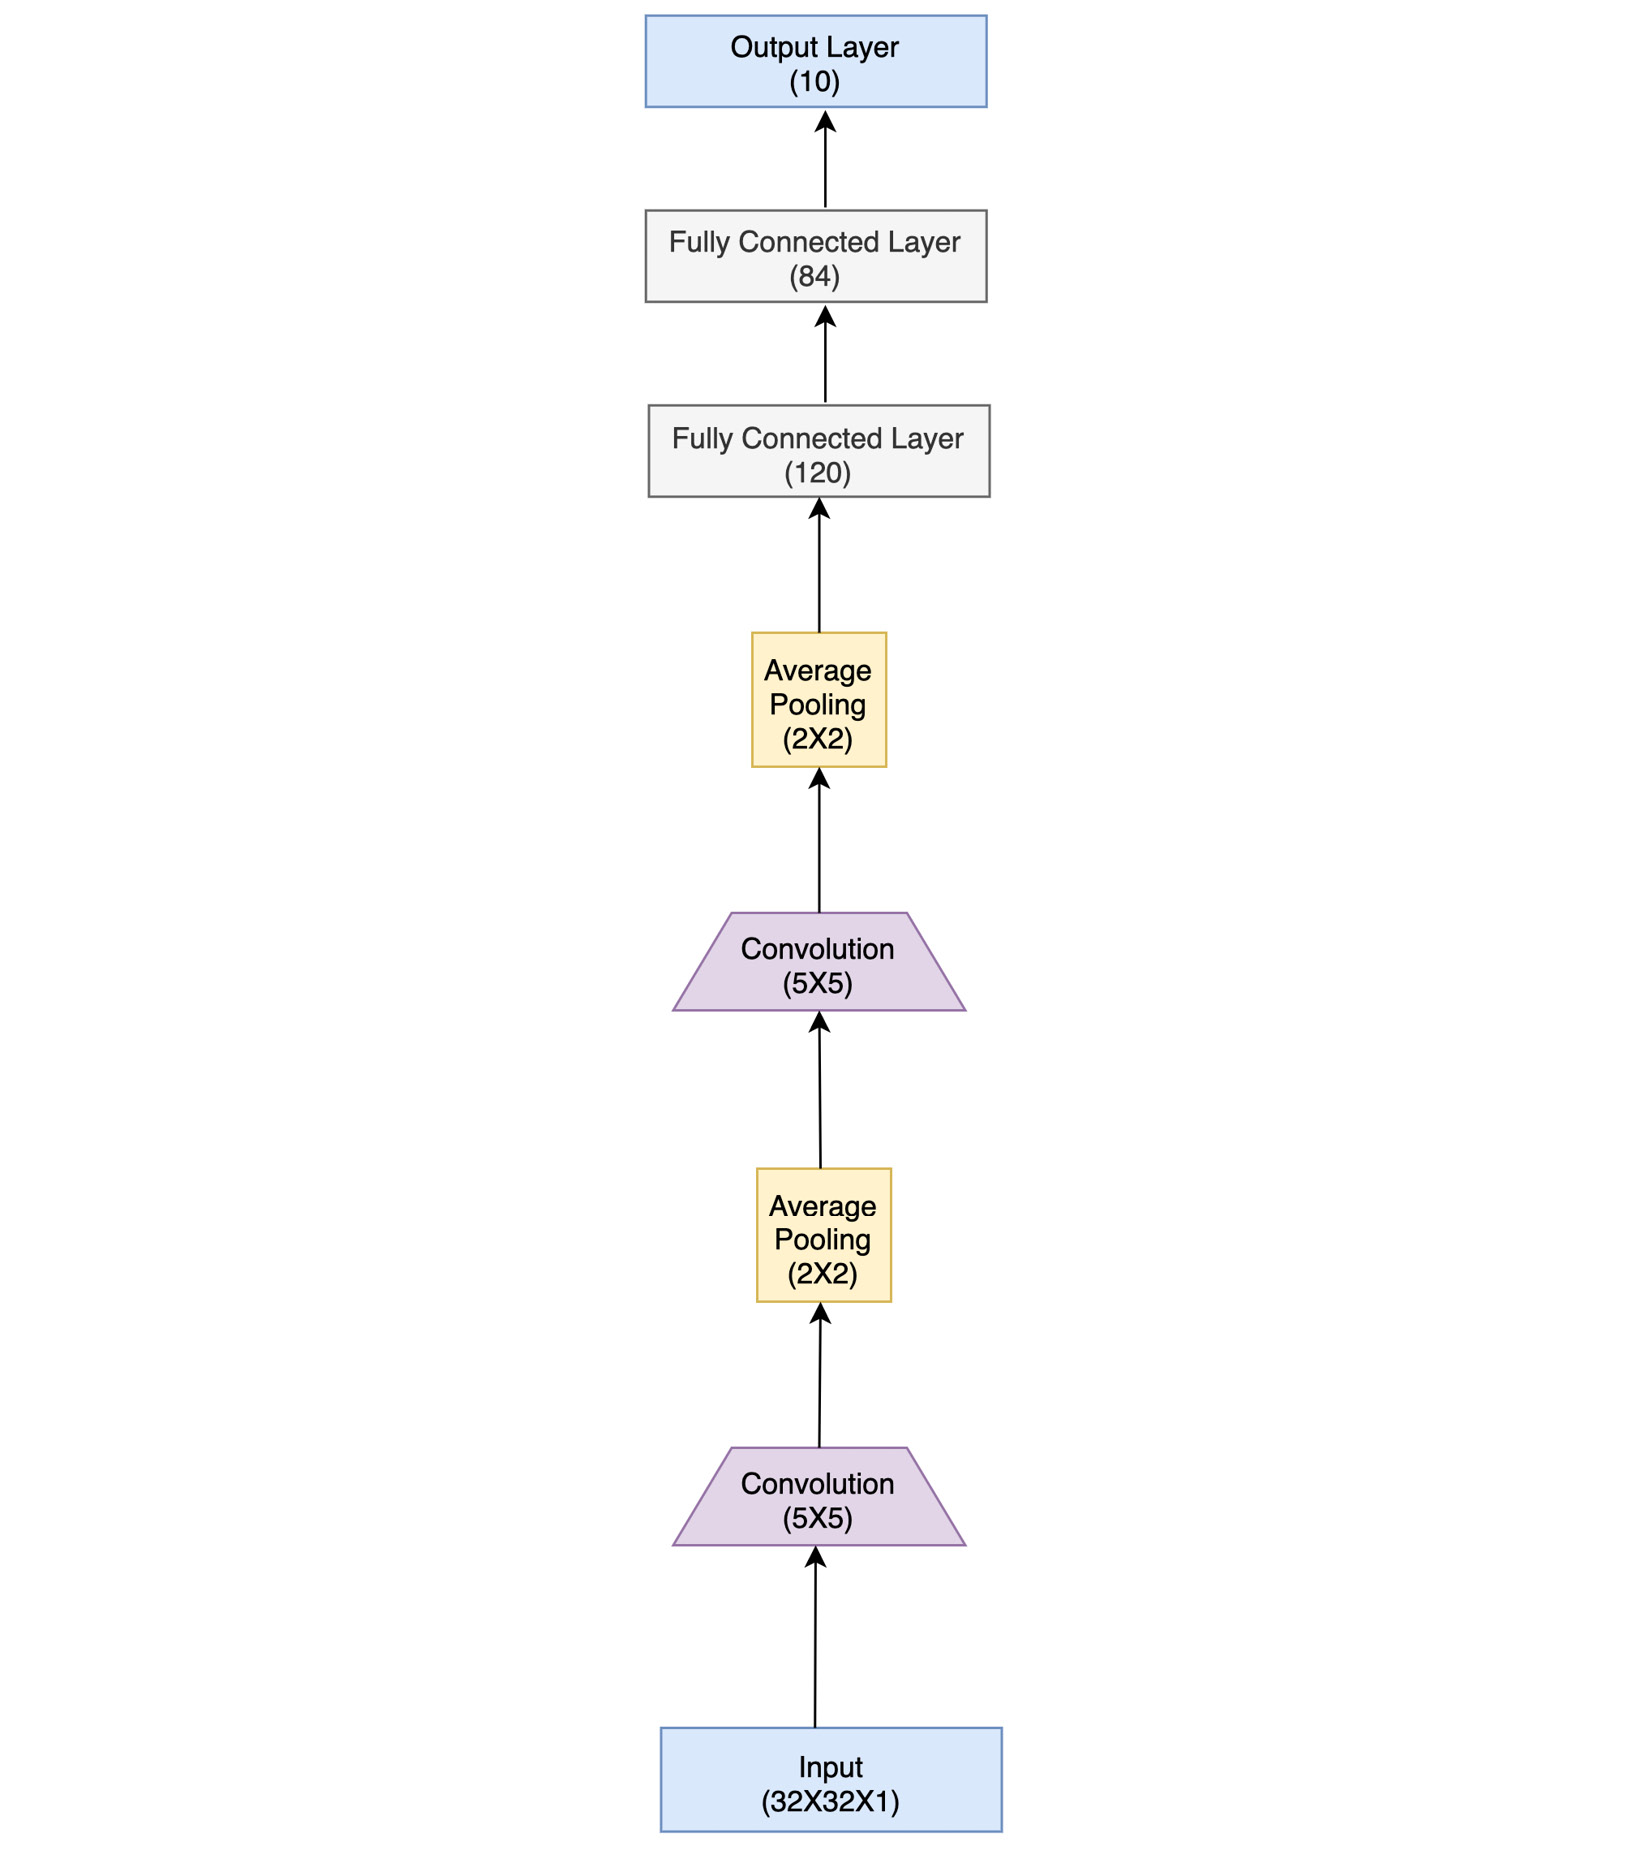 Output Layer
(10)
Fully Connected Layer
(84)
Fully Connected Layer
(120)
Average
Pooling
(2X2)
Convolution
(5X5)
Average
Pooling
(2X2)
Convolution
(5X5)
Input
(32X32X1)